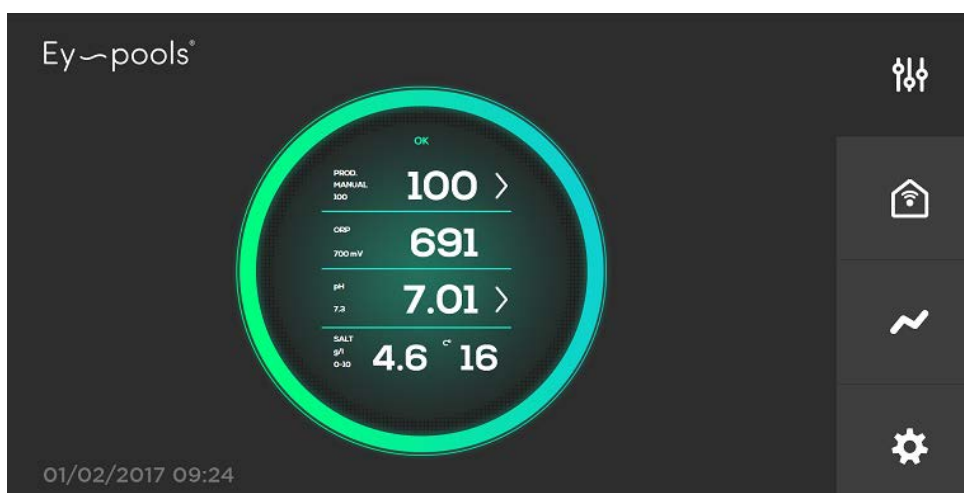 Ey~pools®
OK
PROD.
MANUAL
100
100 >
ORP
700 mV
691
pH
7.3
7.01 >
SALT
g/l
0-10
4.6
C° 16
01/02/2017 09:24